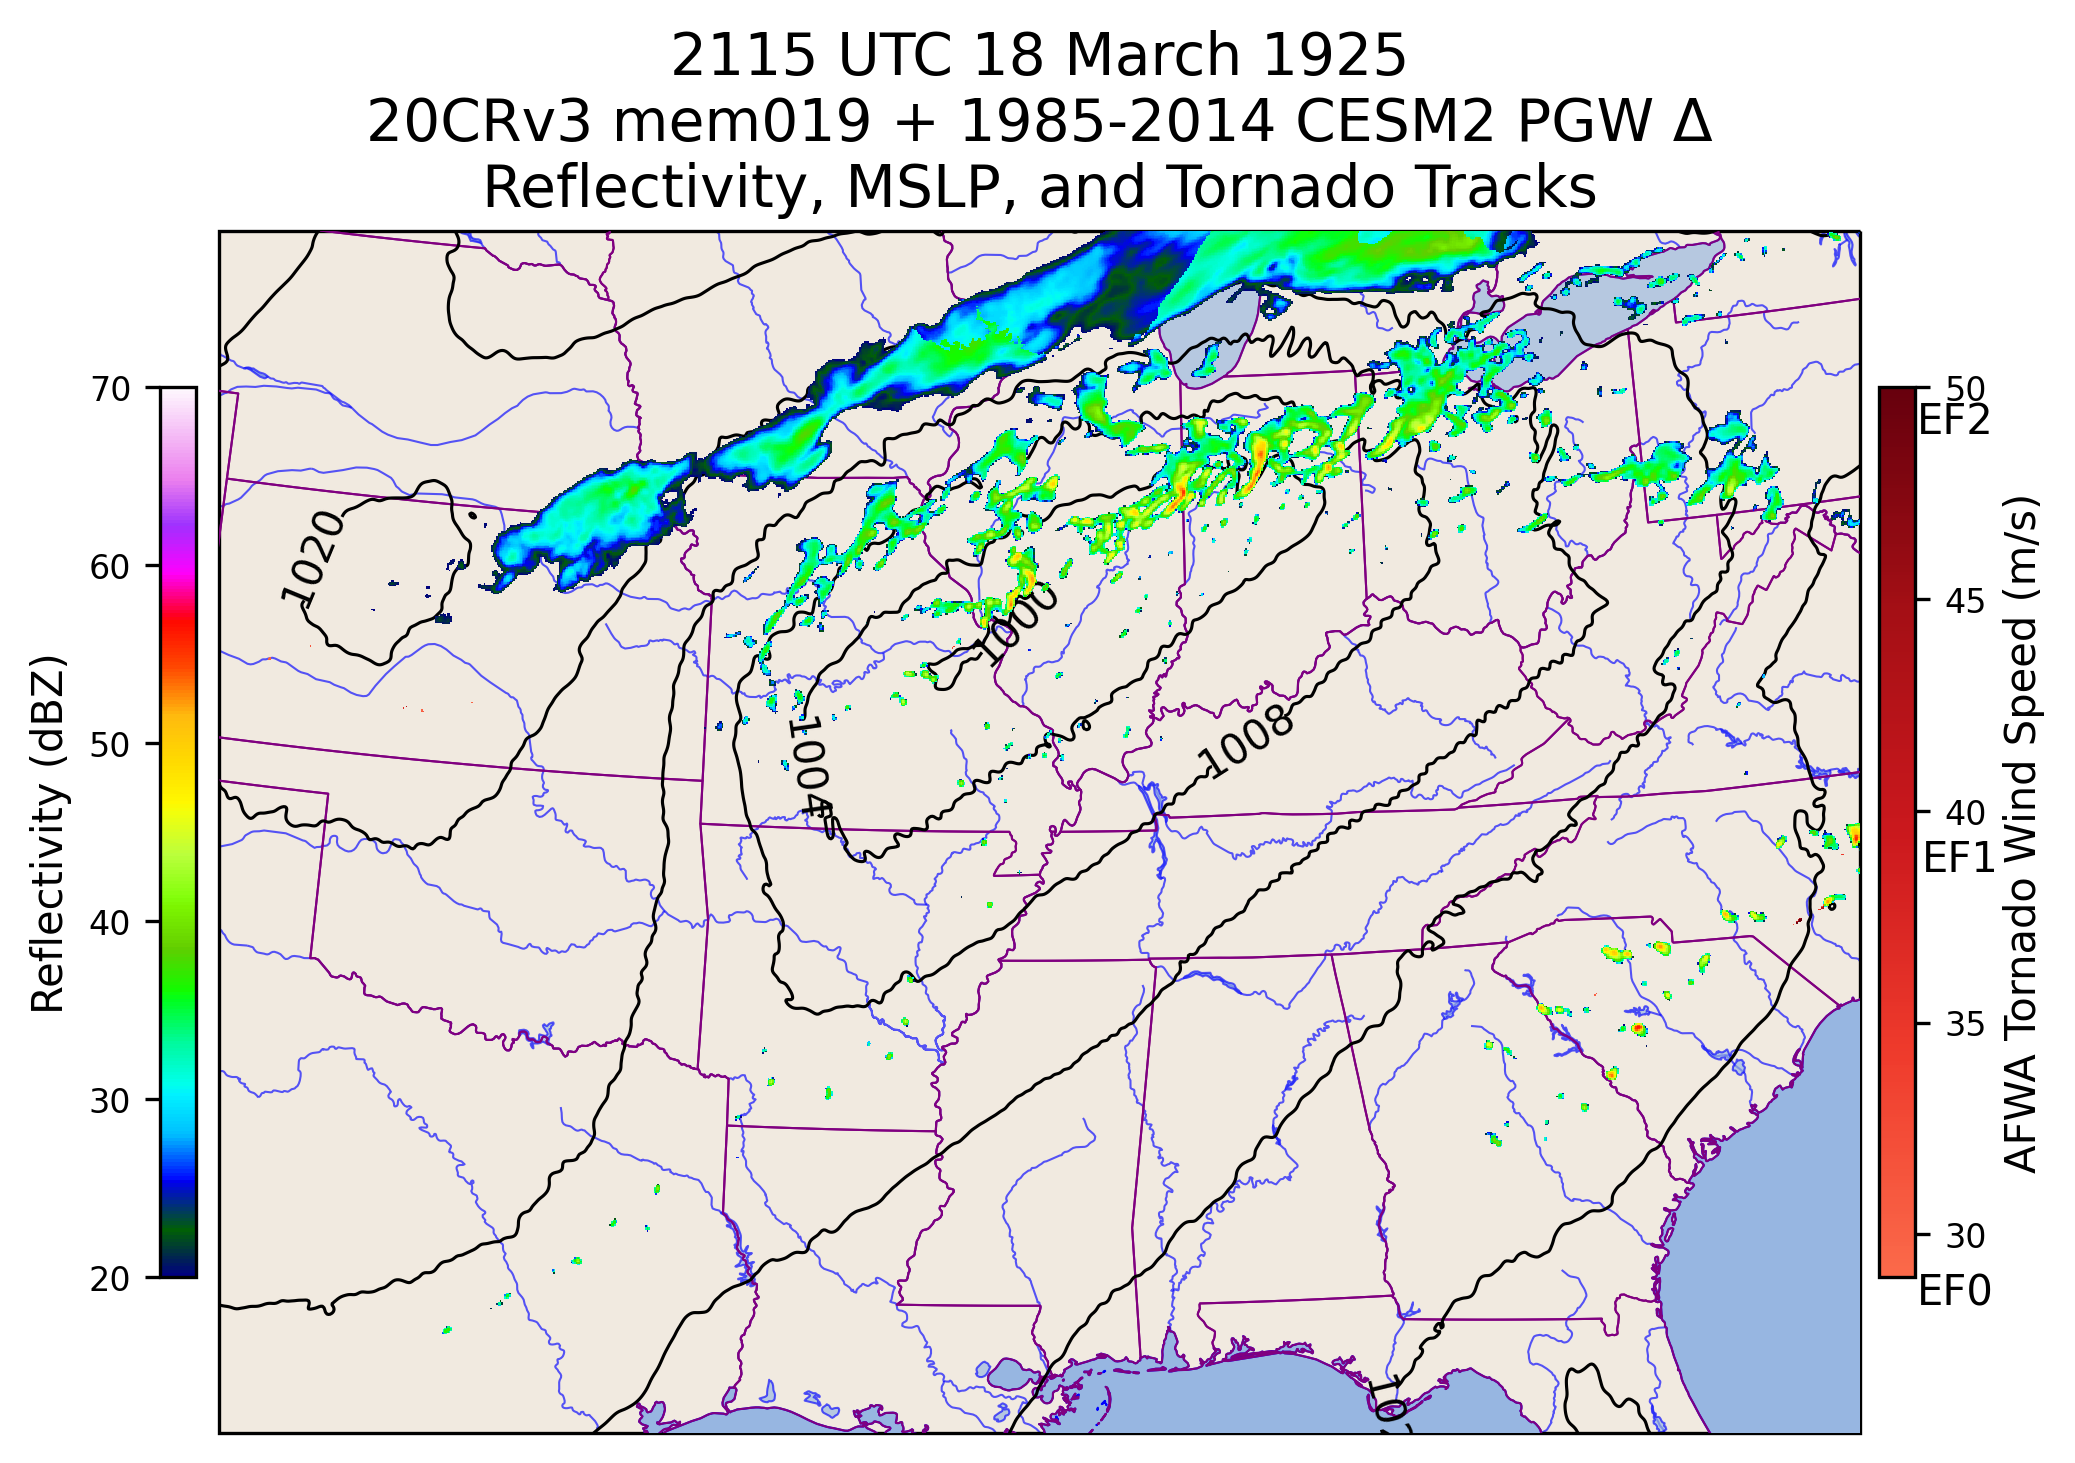 2115 UTC 18 March 1925
20CRv3 mem019 + 1985-2014 CESM2 PGW Δ
Reflectivity, MSLP, and Tornado Tracks
Reflectivity (dBZ)
70
60
50
40
30
20
1020
1000
1004
1008
50
EF2
45
40
EF1
35
30
EF0
AFWA Tornado Wind Speed (m/s)